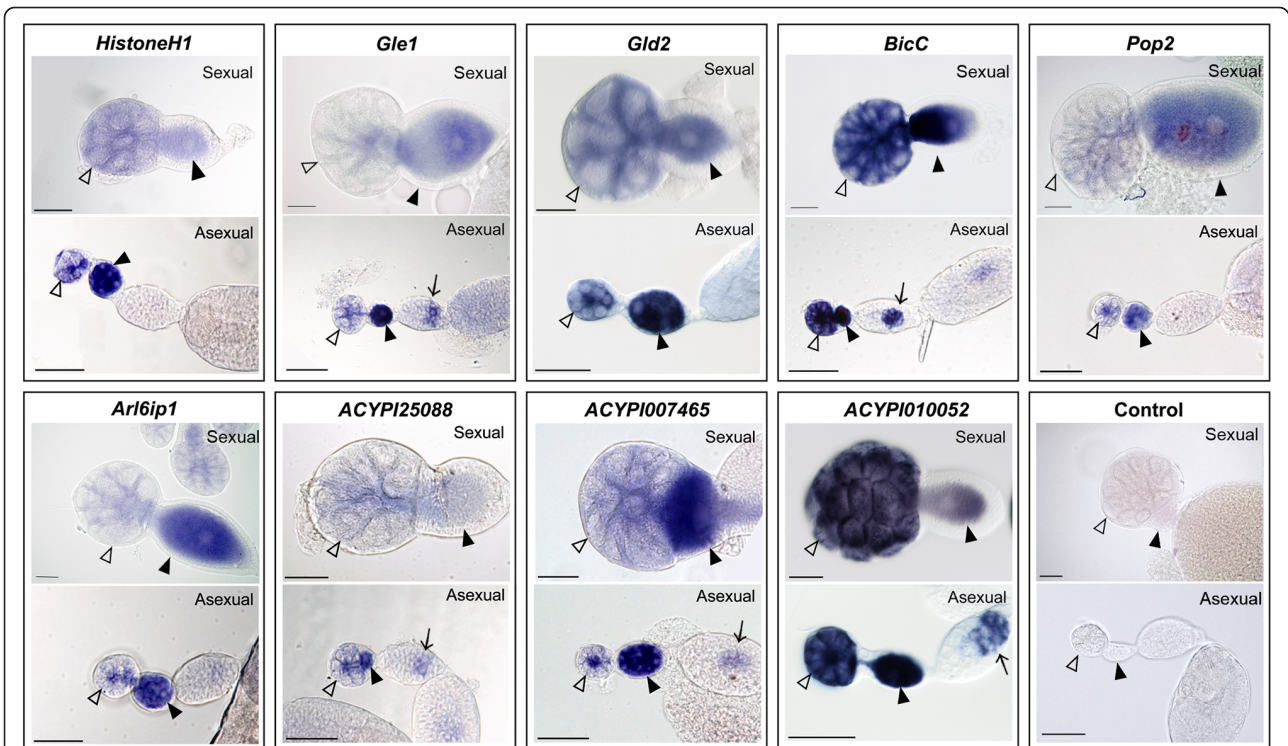 HistoneH1
Sexual
Asexual
Gle1
Sexual
Asexual
Gld2
Sexual
Asexual
BicC
Sexual
Asexual
Pop2
Sexual
Asexual
Arl6ip1
Sexual
Asexual
ACYPI25088
Sexual
Asexual
ACYPI007465
Sexual
Asexual
ACYPI010052
Sexual
Asexual
Control
Sexual
Asexual